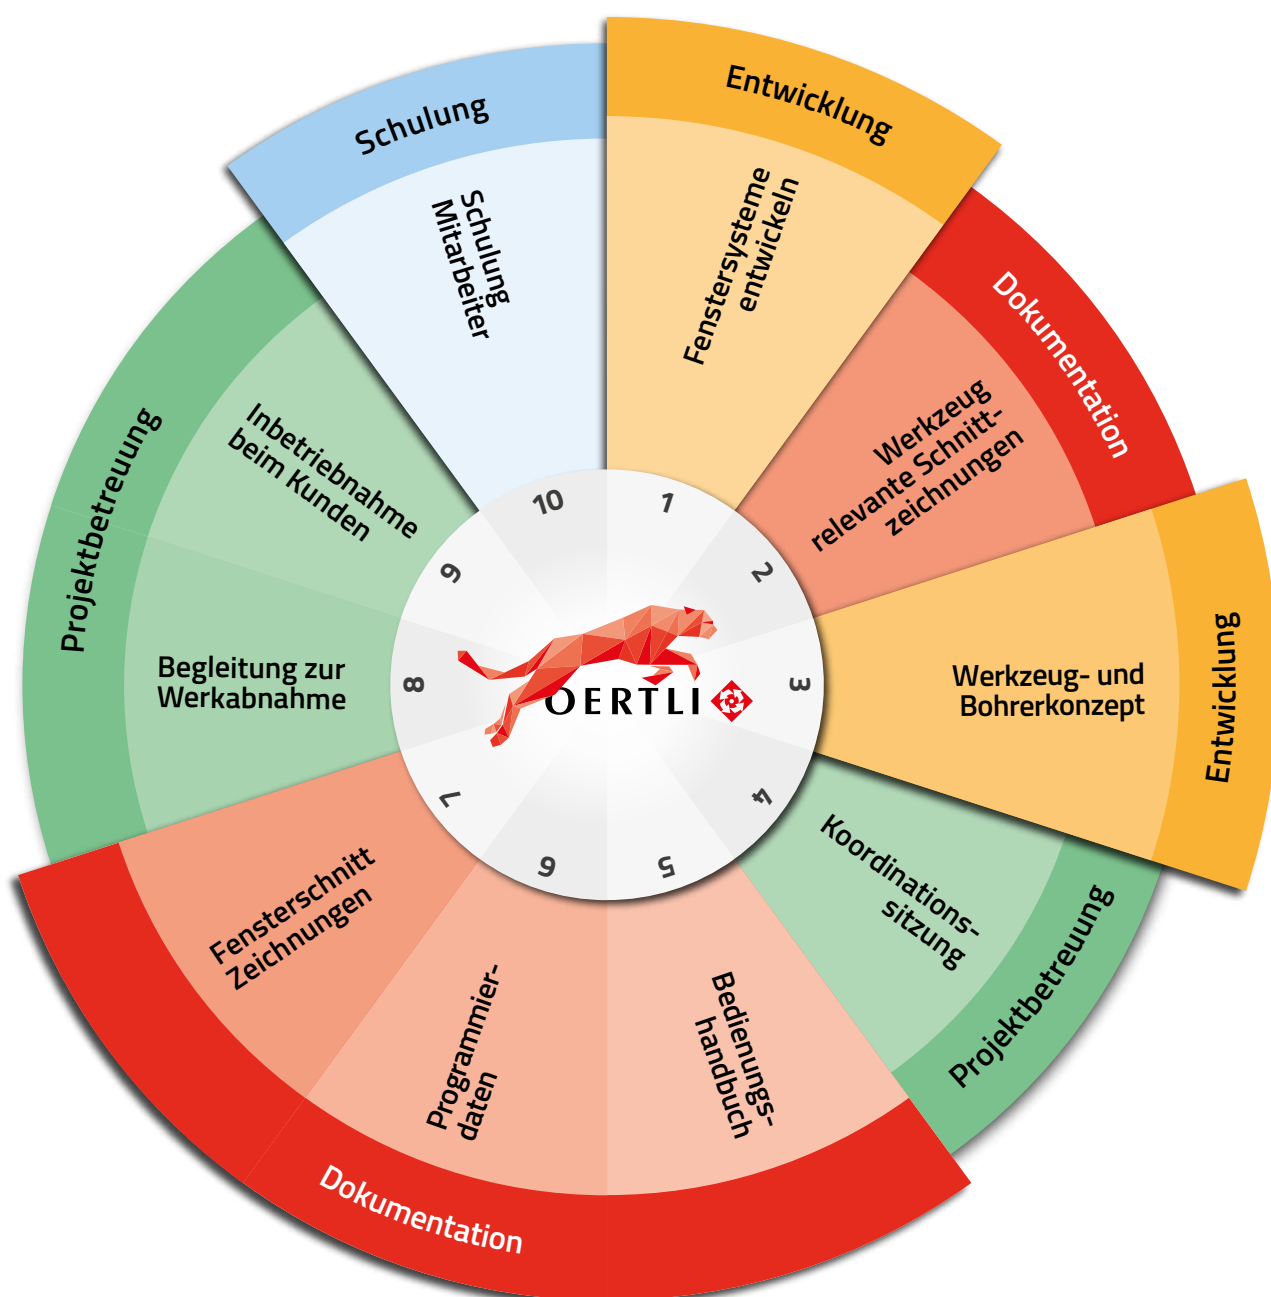 Entwicklung
Fenstersysteme
entwickeln
1
Dokumentation
Werkzeug
relevante Schnitt-
zeichnungen
2
Entwicklung
Werkzeug- und
Bohrerkonzept
3
Projektbetreuung
Koordinations-
sitzung
4
Bedienungs-
handbuch
5
Dokumentation
Programmier-
daten
6
Fensterschnitt
Zeichnungen
7
Projektbetreuung
Begleitung zur
Werkabnahme
8
Inbetriebnahme
beim Kunden
9
Schulung
Schulung
Mitarbeiter
10
OERTLI